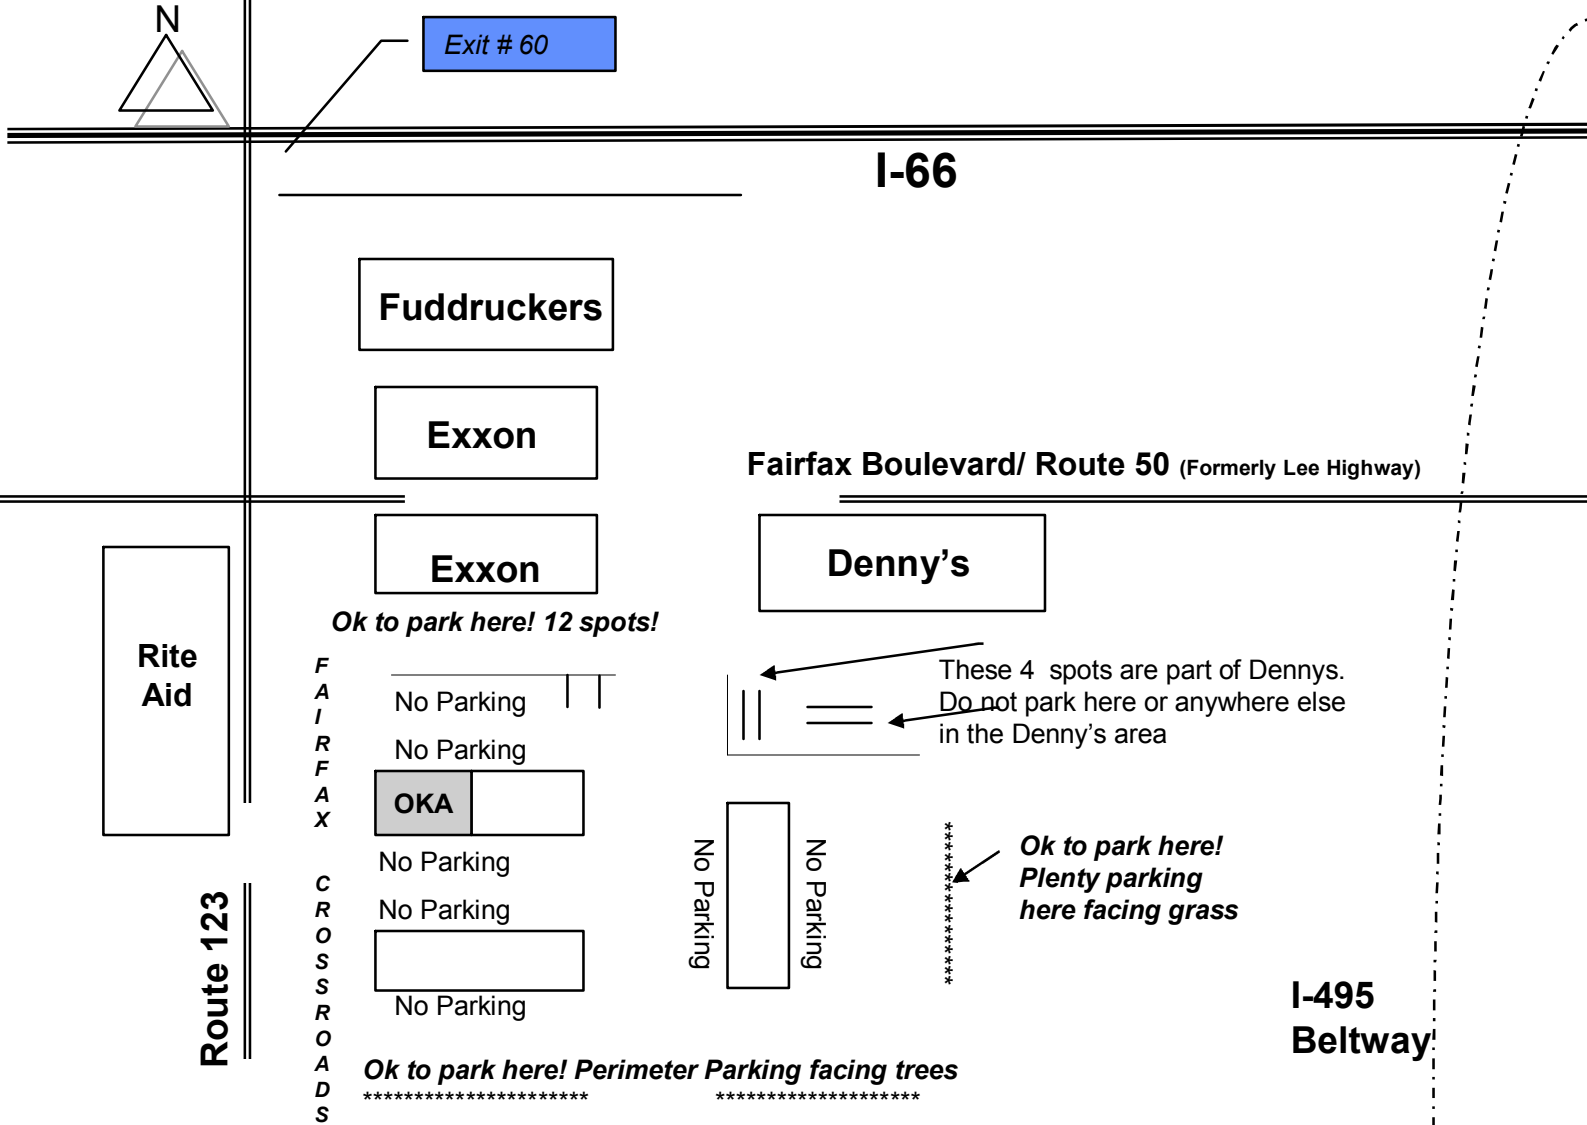 N
Exit # 60
I-66
Fuddruckers
Exxon
Fairfax Boulevard/ Route 50 (Formerly Lee Highway)
Exxon
Denny's
Ok to park here! 12 spots!
Rite
Aid
FAIRFAX CROSSROADS
No Parking
No Parking
These 4 spots are part of Dennys.
Do not park here or anywhere else
in the Denny's area
OKA
No Parking
No Parking
No Parking
No Parking
No Parking
Ok to park here!
Plenty parking
here facing grass
*****************
Route 123
I-495
Beltway
Ok to park here! Perimeter Parking facing trees
********************** ********************